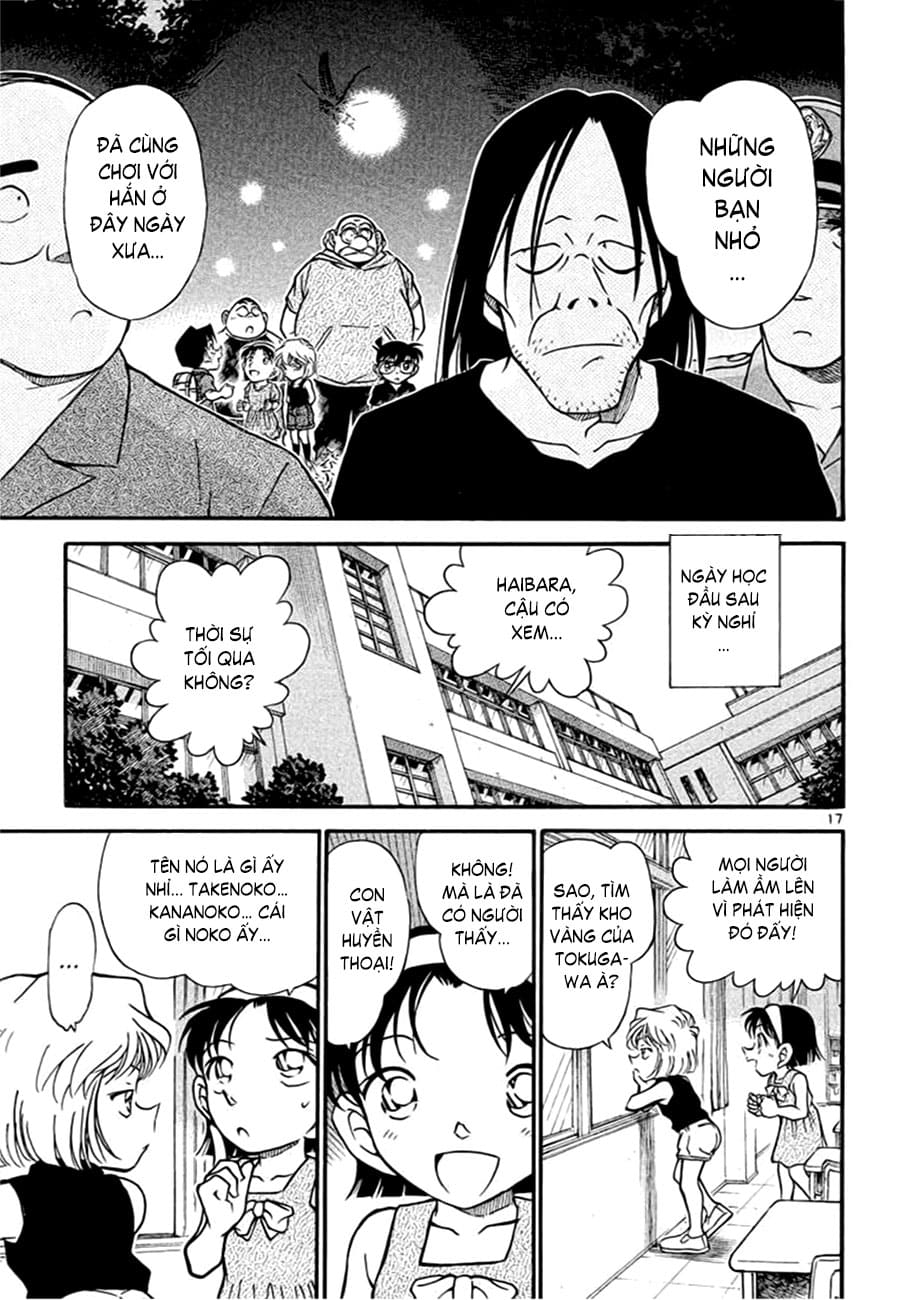 NHỮNG
NGƯỜI
BẠN
NHỎ
...
ĐÃ CÙNG
CHƠI VỚI
HẮN Ở
ĐÂY NGÀY
XƯA...
NGÀY HỌC
ĐẦU SAU
KỲ NGHỈ
...
HAIBARA,
CẬU CÓ
XEM...
THỜI SỰ
TỐI QUA
KHÔNG?
17
MỌI NGƯỜI
LÀM ẦM LÊN
VÌ PHÁT HIỆN
ĐÓ ĐẤY!
SAO, TÌM
THẤY KHO
VÀNG CỦA
TOKUGA-
WA À?
KHÔNG!
MÀ LÀ ĐÃ
CÓ NGƯỜI
THẤY...
CON
VẬT
HUYỀN
THOẠI!
TÊN NÓ LÀ GÌ ẤY
NHỈ... TAKENOKO...
KANANOKO... CÁI
GÌ NOKO ẤY...
...